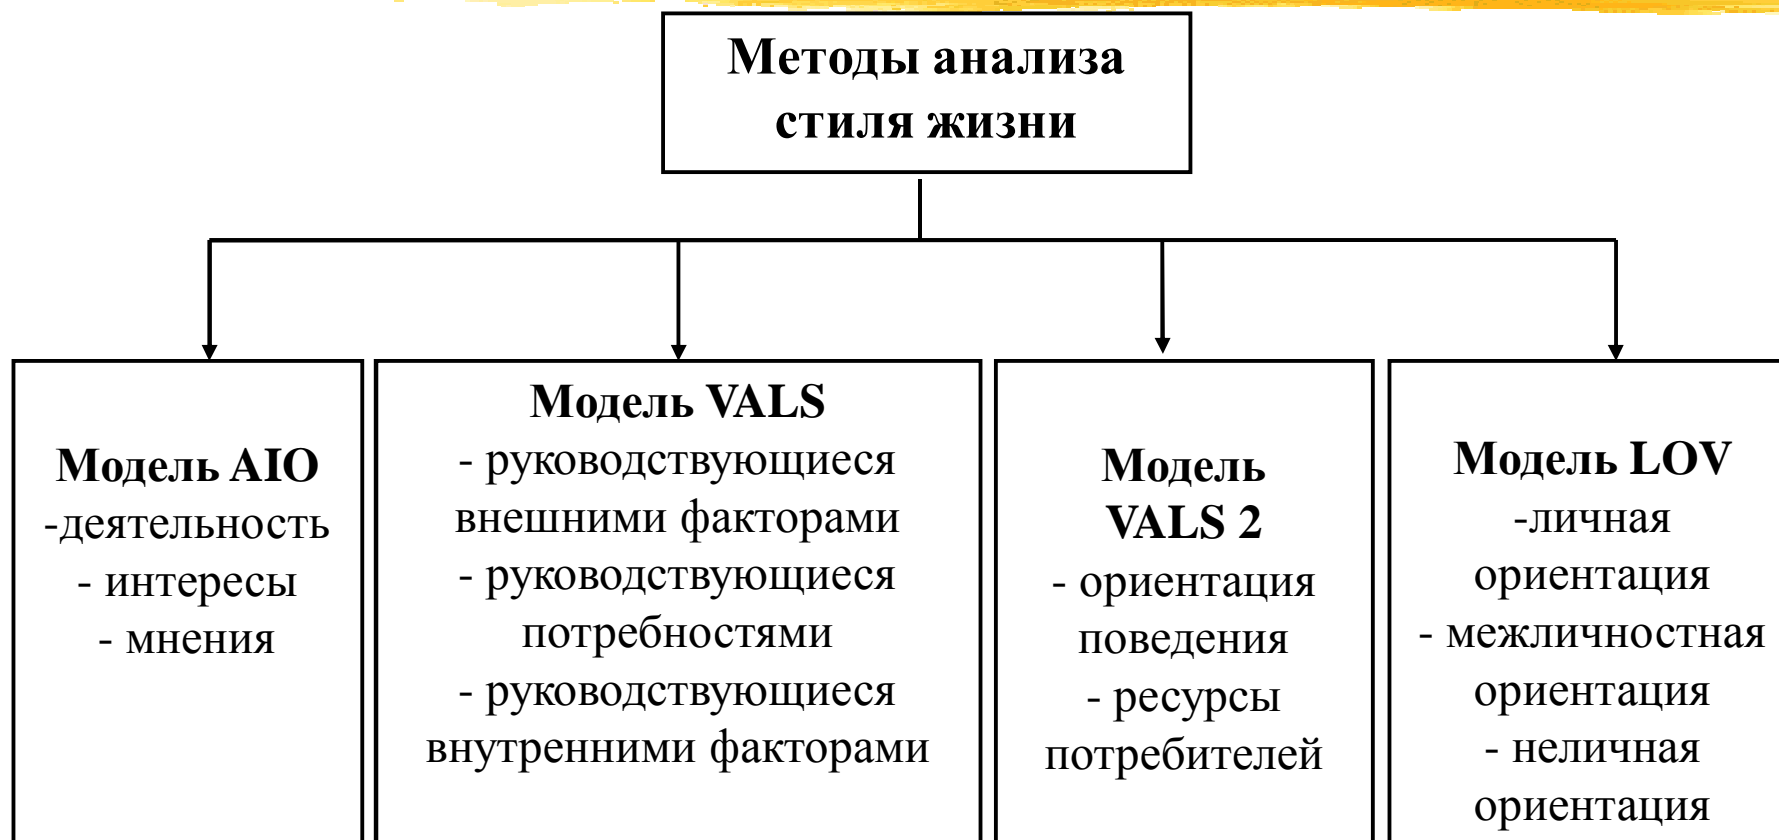 Методы анализа
стиля жизни
Модель AIO
-деятельность
- интересы
- мнения
Модель VALS
- руководствующиеся
внешними факторами
- руководствующиеся
потребностями
- руководствующиеся
внутренними факторами
Модель
VALS 2
- ориентация
поведения
- ресурсы
потребителей
Модель LOV
-личная
ориентация
- межличностная
ориентация
- неличная
ориентация